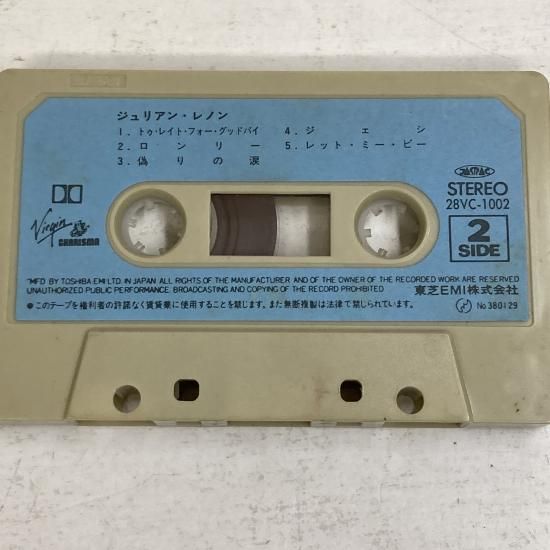 ジュリアン・レノン
1. トゥ・レイト・フォー・グッドバイ
2. ロンリー
3. 偽りの涙
4. ジェシ
5. レット・ミー・ビー
JASRAC
STEREO
28VC-1002
2
SIDE
Virgin
CHARISMA
"MFD BY TOSHIBA EMI LTD. IN JAPAN ALL RIGHTS OF THE MANUFACTURER AND OF THE OWNER OF THE RECORDED WORK ARE RESERVED
UNAUTHORIZED PUBLIC PERFORMANCE. BROADCASTING AND COPYING OF THE RECORD PROHIBITED
東芝EMI株式会社
●このテープを権利者の許諾なく賃貸業に使用することを禁じます。また無断複製は法律で禁じられています。
No.380129